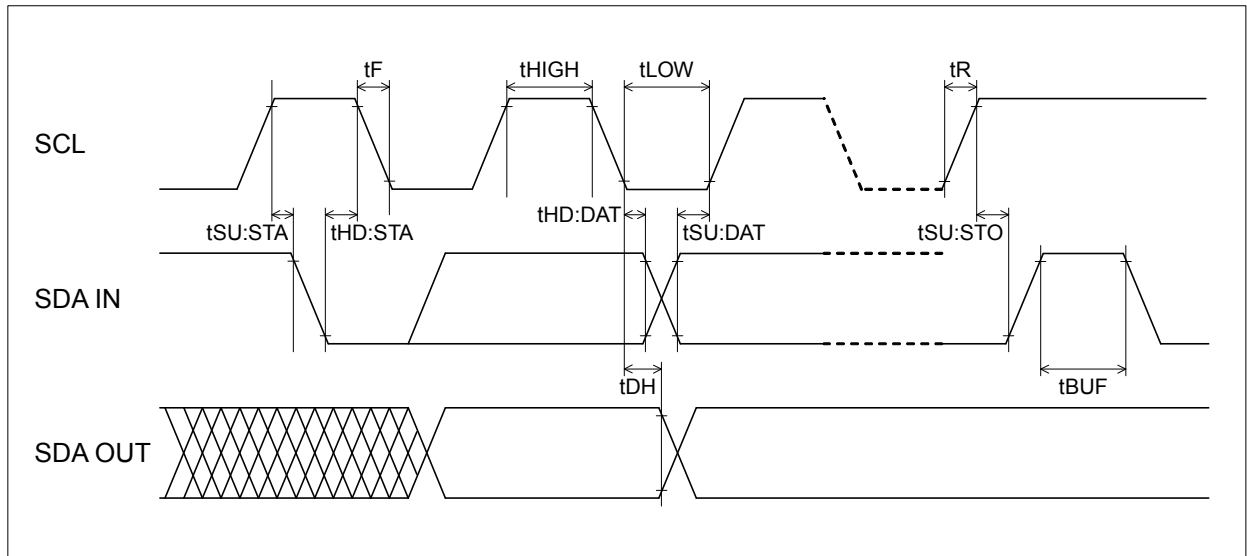 tF
tHIGH
tLOW
tR
SCL
tSU:STA
tHD:STA
tHD:DAT
tSU:DAT
tSU:STO
SDA IN
tDH
tBUF
SDA OUT